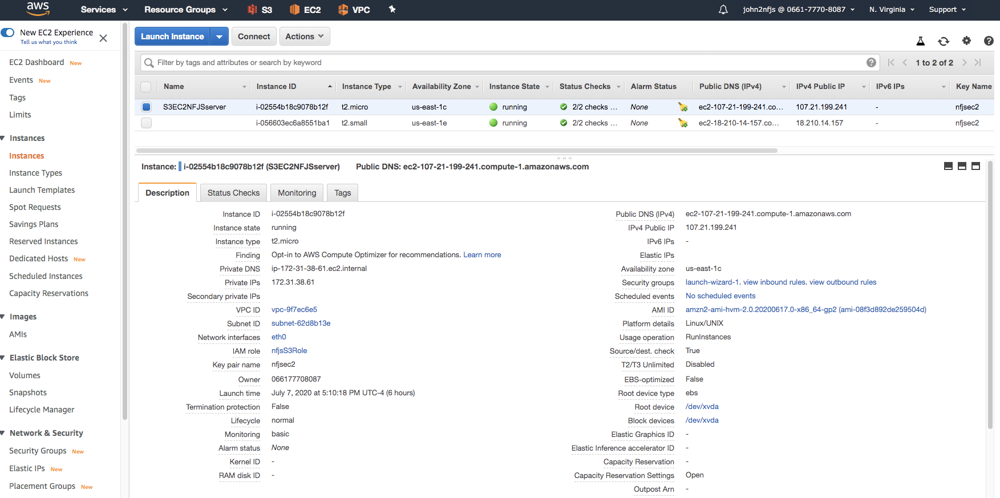 aws Services Resource Groups S3 EC2 VPC john2nfjs @ 0661-7770-8087 N. Virginia Support
New EC2 Experience
Tell us what you think
EC2 Dashboard New
Events New
Tags
Limits
Instances
Instances
Instance Types
Launch Templates
Spot Requests
Savings Plans
Reserved Instances
Dedicated Hosts New
Scheduled Instances
Capacity Reservations
Images
AMIs
Elastic Block Store
Volumes
Snapshots
Lifecycle Manager
Network & Security
Security Groups New
Elastic IPs New
Placement Groups New
Launch Instance Connect Actions
Filter by tags and attributes or search by keyword 1 to 2 of 2
Name Instance ID Instance Type Availability Zone Instance State Status Checks Alarm Status Public DNS (IPv4) IPv4 Public IP IPv6 IPs Key Name
S3EC2NFJSserver i-02554b18c9078b12f t2.micro us-east-1c running 2/2 checks ... None ec2-107-21-199-241.co... 107.21.199.241 - nfjsec2
i-056603ec6a8551ba1 t2.small us-east-1e running 2/2 checks ... None ec2-18-210-14-157.co... 18.210.14.157 - nfjsec2
Instance: i-02554b18c9078b12f (S3EC2NFJSserver) Public DNS: ec2-107-21-199-241.compute-1.amazonaws.com
Description Status Checks Monitoring Tags
Instance ID i-02554b18c9078b12f
Instance state running
Instance type t2.micro
Finding Opt-in to AWS Compute Optimizer for recommendations. Learn more
Private DNS ip-172-31-38-61.ec2.internal
Private IPs 172.31.38.61
Secondary private IPs
VPC ID vpc-9f7ec6e5
Subnet ID subnet-62d8b13e
Network interfaces eth0
IAM role nfjsS3Role
Key pair name nfjsec2
Owner 066177708087
Launch time July 7, 2020 at 5:10:18 PM UTC-4 (6 hours)
Termination protection False
Lifecycle normal
Monitoring basic
Alarm status None
Kernel ID -
RAM disk ID -
Public DNS (IPv4) ec2-107-21-199-241.compute-1.amazonaws.com
IPv4 Public IP 107.21.199.241
IPv6 IPs -
Elastic IPs
Availability zone us-east-1c
Security groups launch-wizard-1. view inbound rules. view outbound rules
Scheduled events No scheduled events
AMI ID amzn2-ami-hvm-2.0.20200617.0-x86_64-gp2 (ami-08f3d892de259504d)
Platform details Linux/UNIX
Usage operation RunInstances
Source/dest. check True
T2/T3 Unlimited Disabled
EBS-optimized False
Root device type ebs
Root device /dev/xvda
Block devices /dev/xvda
Elastic Graphics ID -
Elastic Inference accelerator ID -
Capacity Reservation -
Capacity Reservation Settings Open
Outpost Arn -